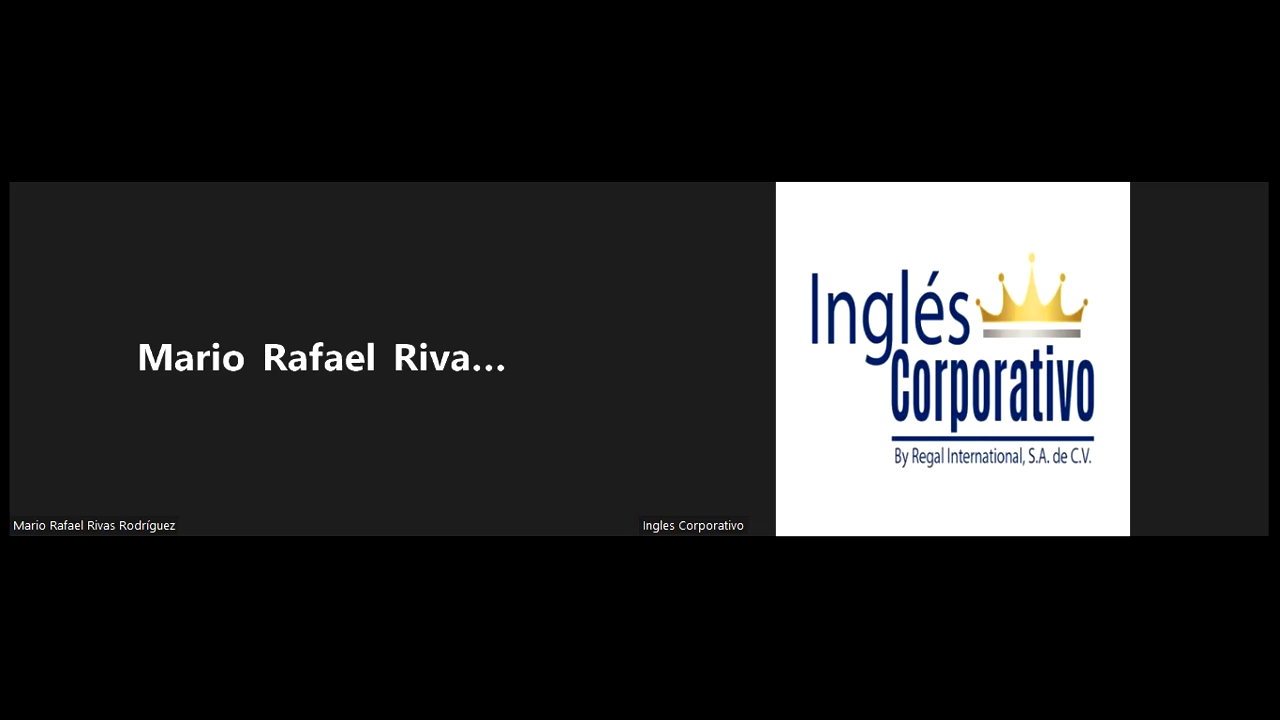 Mario Rafael Riva...
Mario Rafael Rivas Rodríguez
Inglés
Corporativo
By Regal International, S.A. de C.V.
Ingles Corporativo